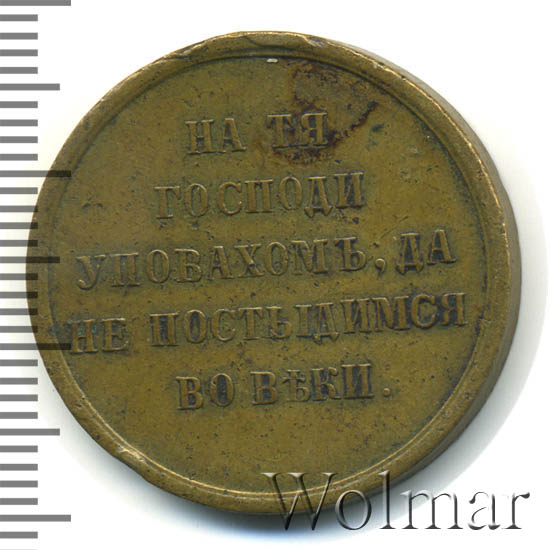 НА ТЯ
ГОСПОДИ
УПОВАХОМЪ, ДА
НЕ ПОСТЫДИМСЯ
ВО ВѢКИ.
Wolmar